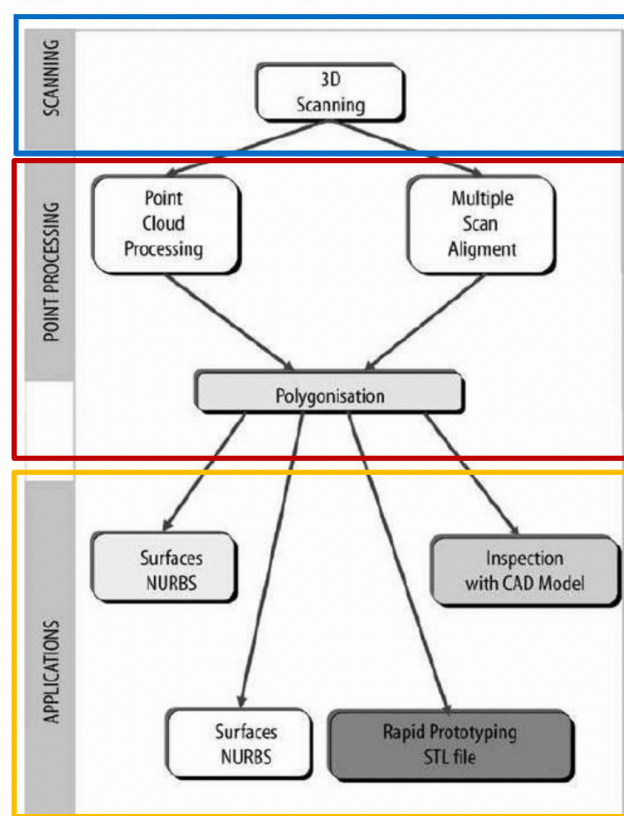 SCANNING
3D
Scanning
POINT PROCESSING
Point
Cloud
Processing
Multiple
Scan
Aligment
Polygonisation
APPLICATIONS
Surfaces
NURBS
Inspection
with CAD Model
Surfaces
NURBS
Rapid Prototyping
STL file